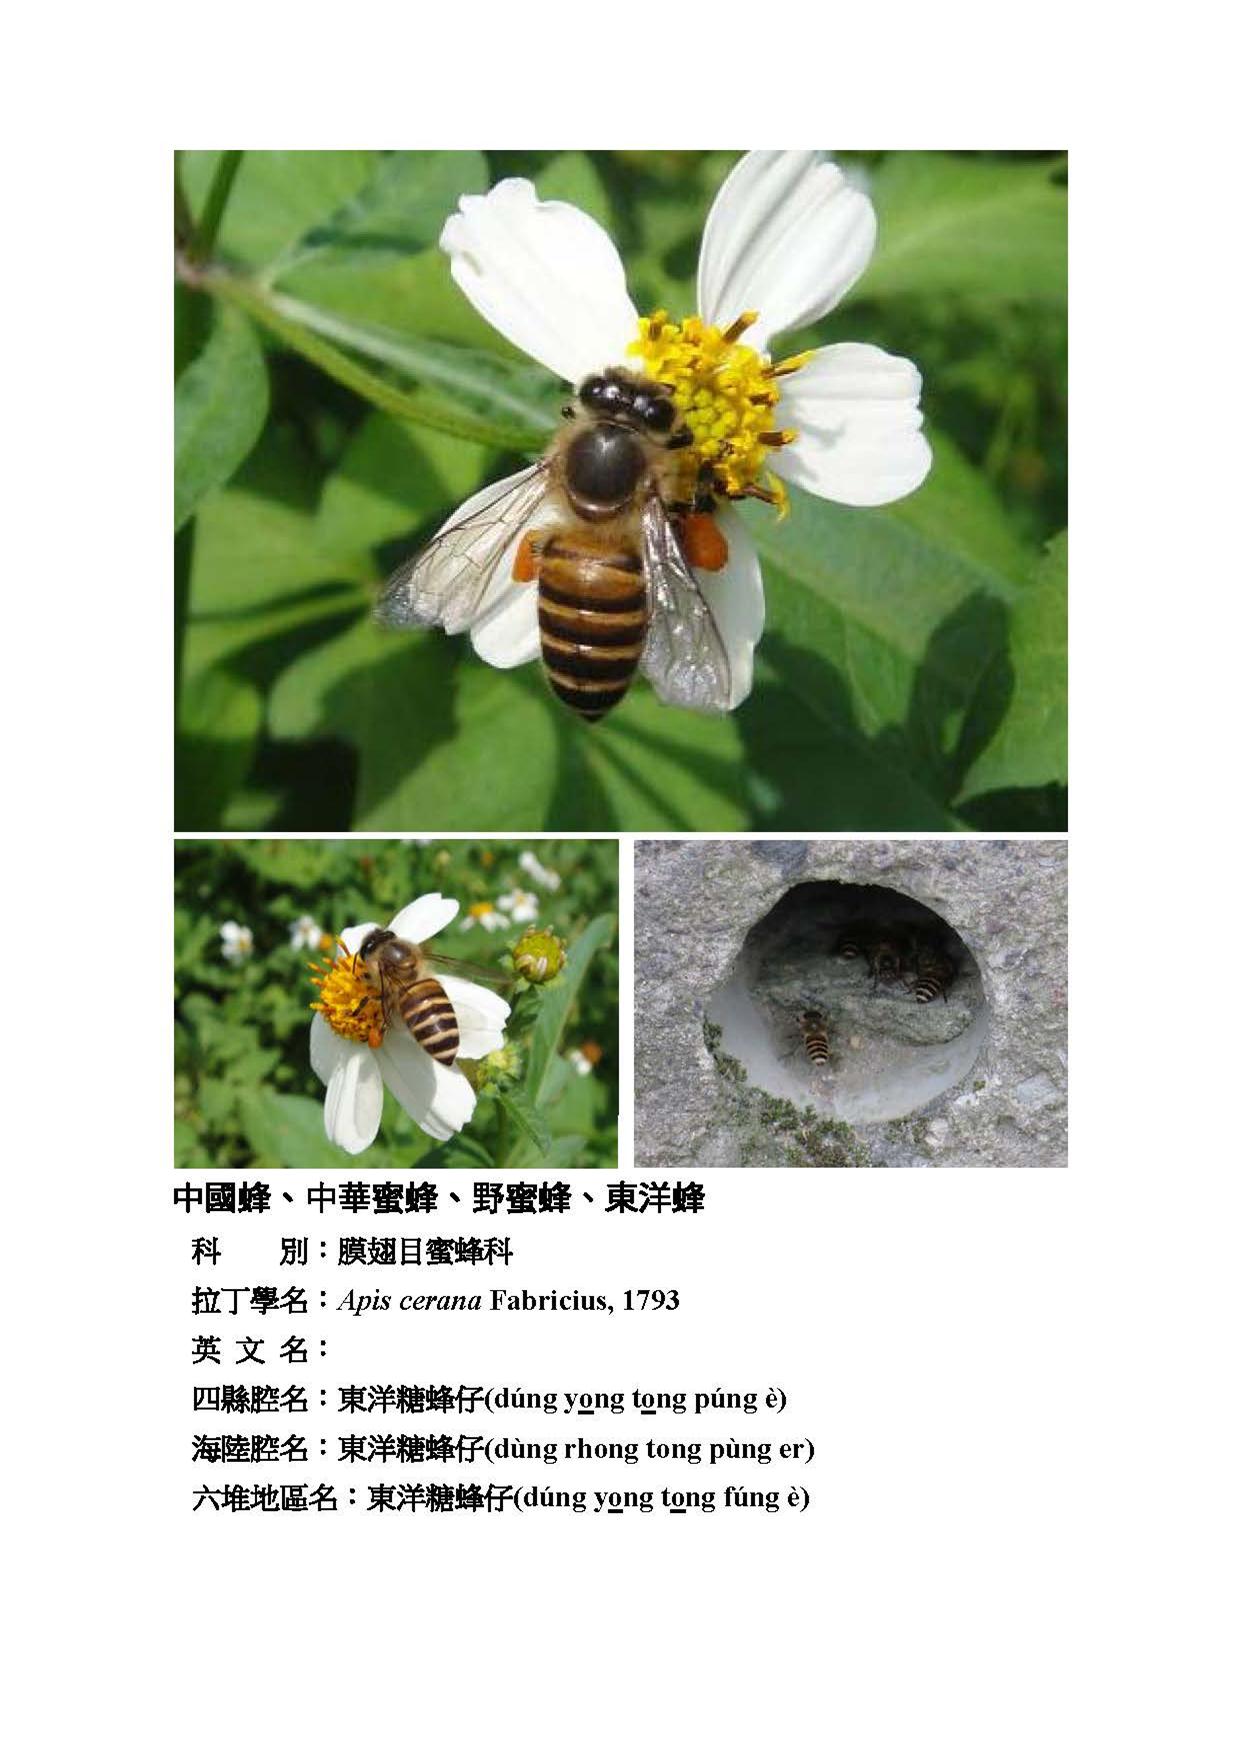 中國蜂、中華蜜蜂、野蜜蜂、東洋蜂
科　　別：膜翅目蜜蜂科
拉丁學名：Apis cerana Fabricius, 1793
英 文 名：
四縣腔名：東洋糖蜂仔(dúng yong tong púng è)
海陸腔名：東洋糖蜂仔(dùng rhong tong pùng er)
六堆地區名：東洋糖蜂仔(dúng yong tong fúng è)